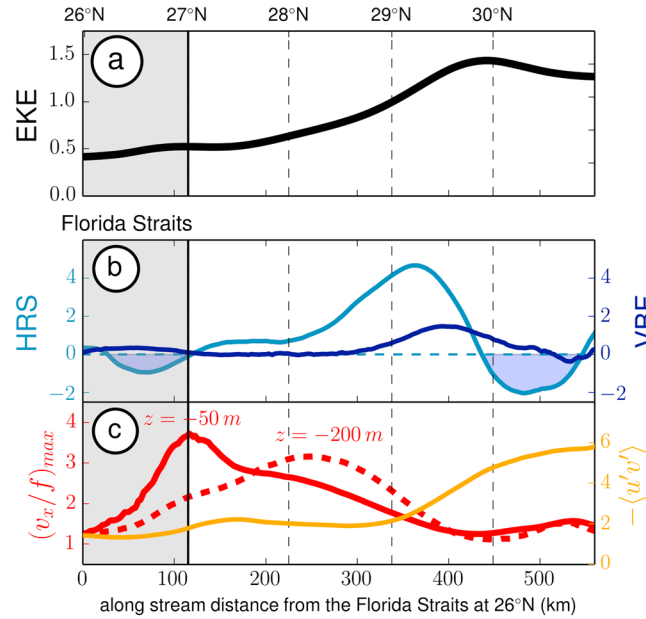 26°N 27°N 28°N 29°N 30°N
a
EKE
1.5
1.0
0.5
0.0
Florida Straits
b
HRS
4
2
0
−2
4
2
0
−2
c
z = −50 m
z = −200 m
(v_x/f)_{max}
4
3
2
1
6
4
2
0
−⟨u′v′⟩
0 100 200 300 400 500
along stream distance from the Florida Straits at 26°N (km)